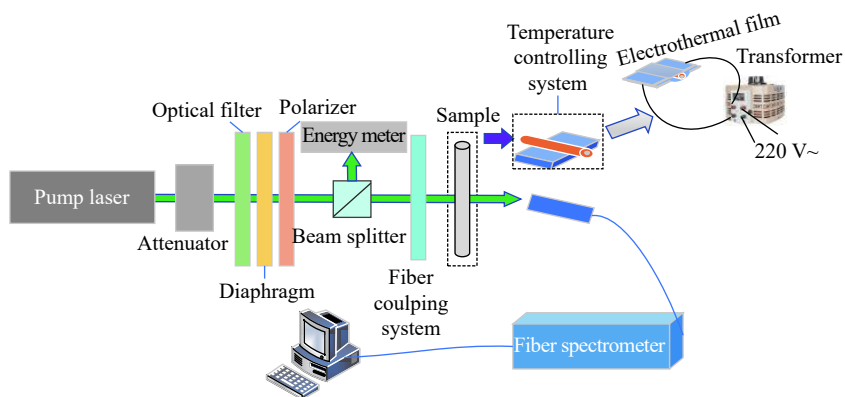 Temperature
controlling
system
Electrothermal film
Transformer
220 V~
Optical filter
Polarizer
Energy meter
Sample
Pump laser
Attenuator
Beam splitter
Diaphragm
Fiber
coulping
system
Fiber spectrometer